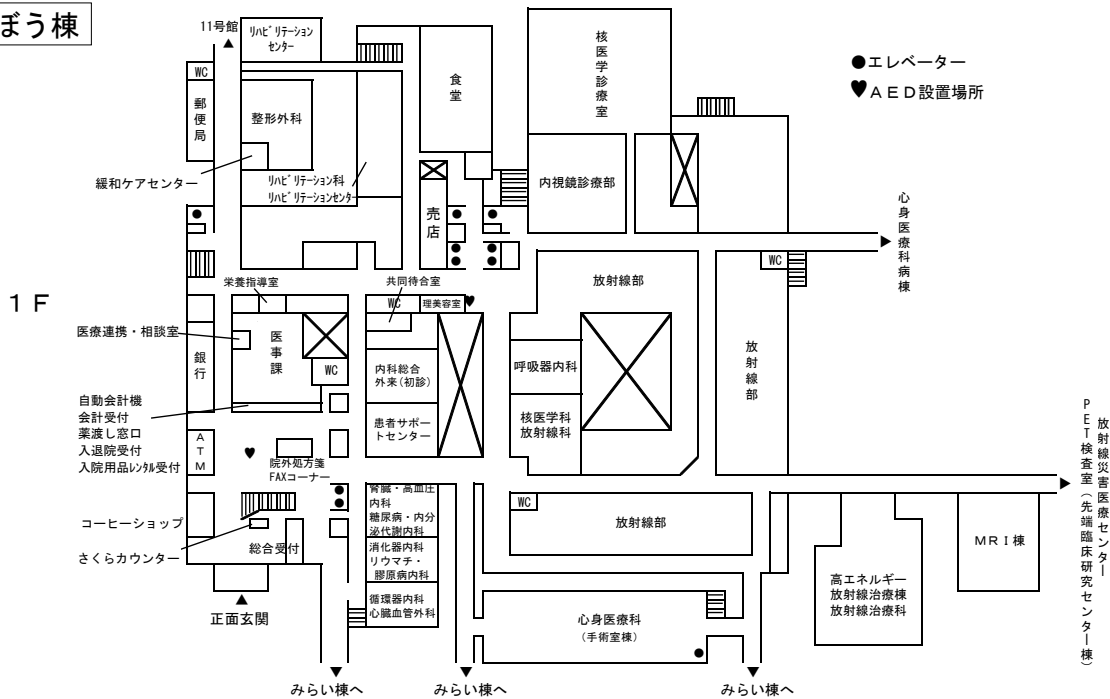 ぼう棟
11号館
リハビリテーション
センター
●エレベーター
♥ＡＥＤ設置場所
WC
郵便局
整形外科
食堂
核医学診療室
緩和ケアセンター
リハビリテーション科
リハビリテーションセンター
売店
内視鏡診療部
心身医療科病棟
１Ｆ
栄養指導室
共同待合室
WC
理美容室
放射線部
WC
医療連携・相談室
医事課
WC
銀行
内科総合
外来(初診)
呼吸器内科
放射線部
自動会計機
会計受付
薬渡し窓口
入退院受付
入院用品レンタル受付
患者サポー
トセンター
核医学科
放射線科
ＡＴＭ
院外処方箋
FAXコーナー
放射線災害医療センター
PET検査室（先端臨床研究センター棟）
腎臓・高血圧
内科
糖尿病・内分
泌代謝内科
WC
放射線部
コーヒーショップ
さくらカウンター
総合受付
消化器内科
リウマチ・
膠原病内科
ＭＲＩ棟
高エネルギー
放射線治療棟
放射線治療科
循環器内科
心臓血管外科
心身医療科
（手術室棟）
正面玄関
みらい棟へ
みらい棟へ
みらい棟へ